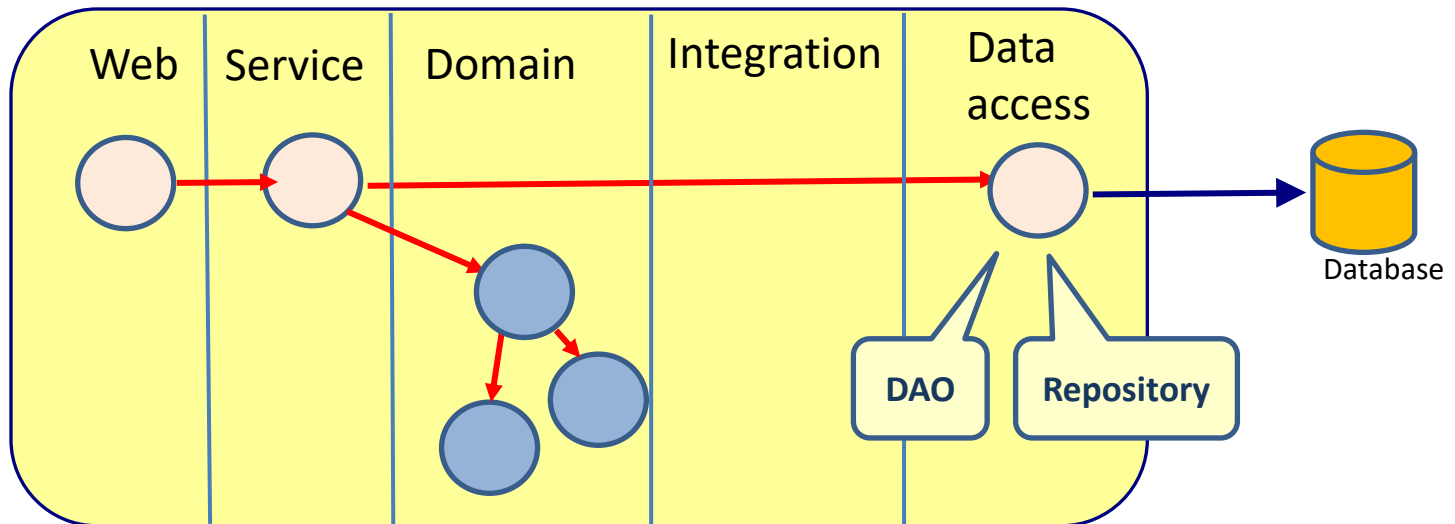 Web
Service
Domain
Integration
Data
access
Database
DAO
Repository